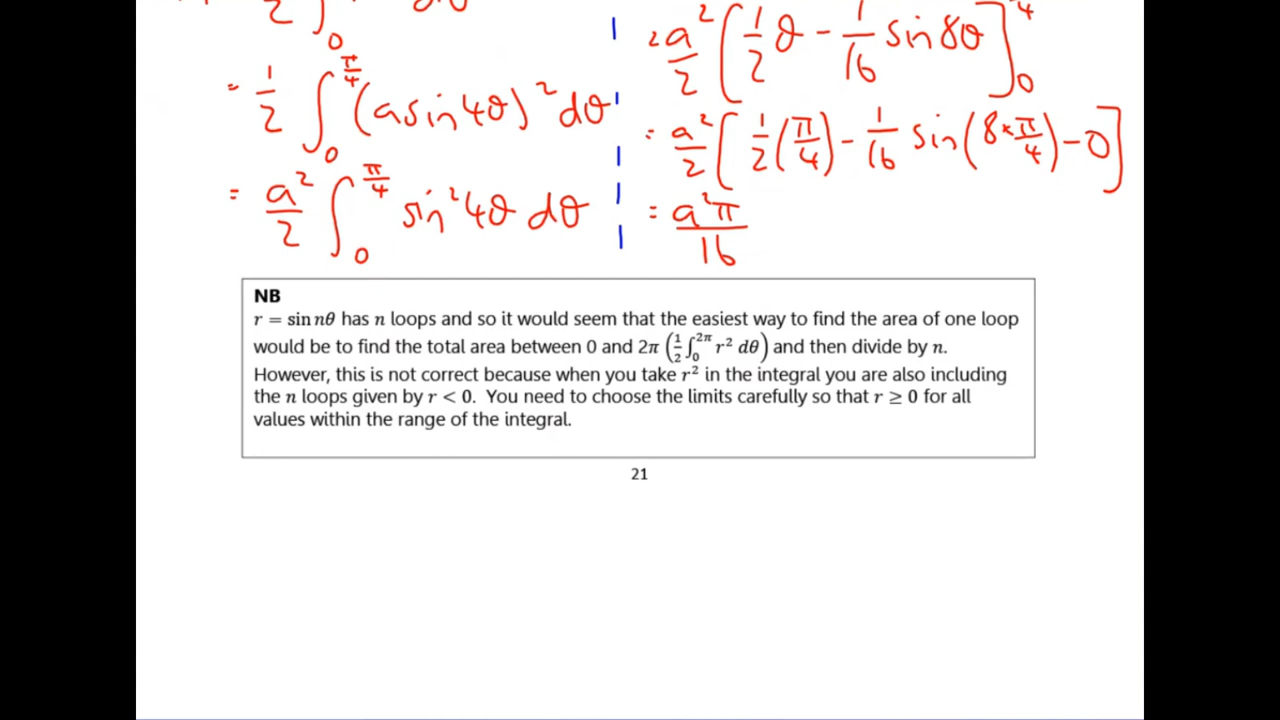 = 1/2 ∫₀^(π/4) (a sin 4θ)² dθ
= a²/2 ∫₀^(π/4) sin² 4θ dθ
a²/2 [1/2 θ − 1/16 sin 8θ]₀
= a²/2 [1/2 (π/4) − 1/16 sin(8 × π/4) − 0]
= a²π/16
NB
r = sin nθ has n loops and so it would seem that the easiest way to find the area of one loop
would be to find the total area between 0 and 2π (1/2 ∫₀^(2π) r² dθ) and then divide by n.
However, this is not correct because when you take r² in the integral you are also including
the n loops given by r < 0. You need to choose the limits carefully so that r ≥ 0 for all
values within the range of the integral.
21